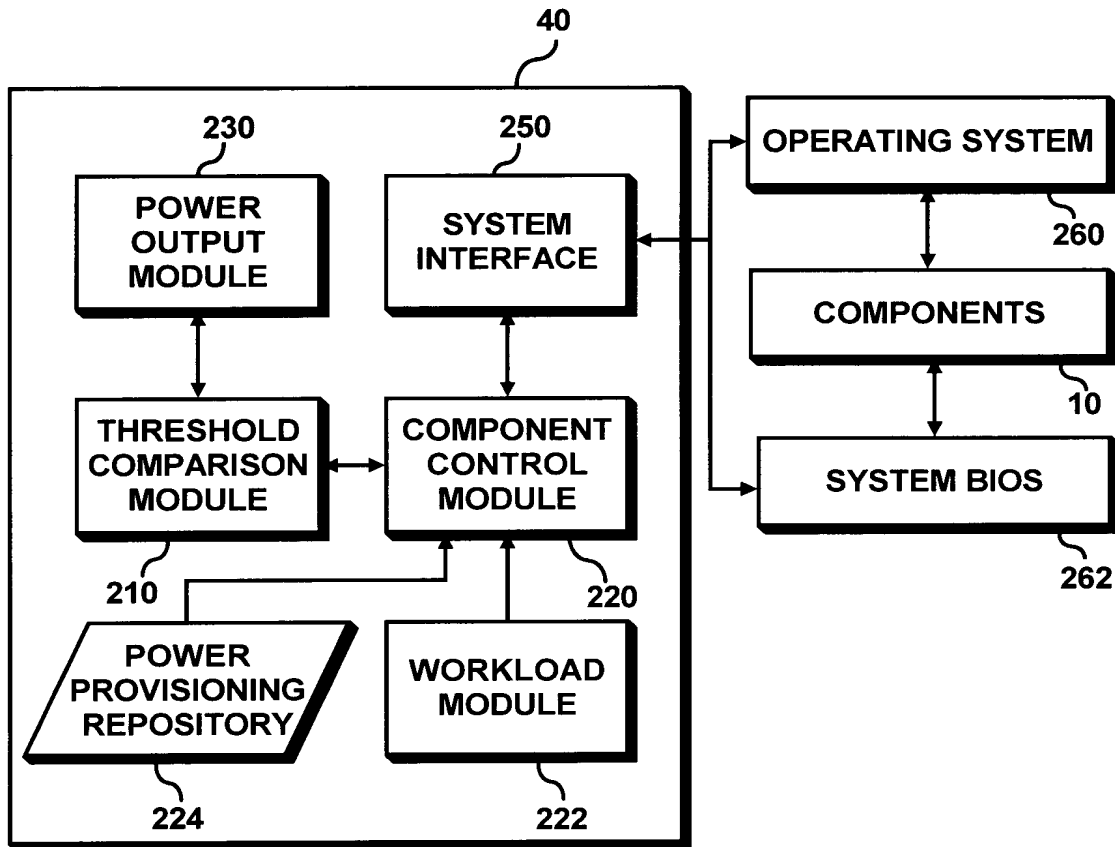 40
230
250
POWER
OUTPUT
MODULE
SYSTEM
INTERFACE
OPERATING SYSTEM
260
COMPONENTS
10
THRESHOLD
COMPARISON
MODULE
COMPONENT
CONTROL
MODULE
SYSTEM BIOS
262
210
220
POWER
PROVISIONING
REPOSITORY
WORKLOAD
MODULE
224
222